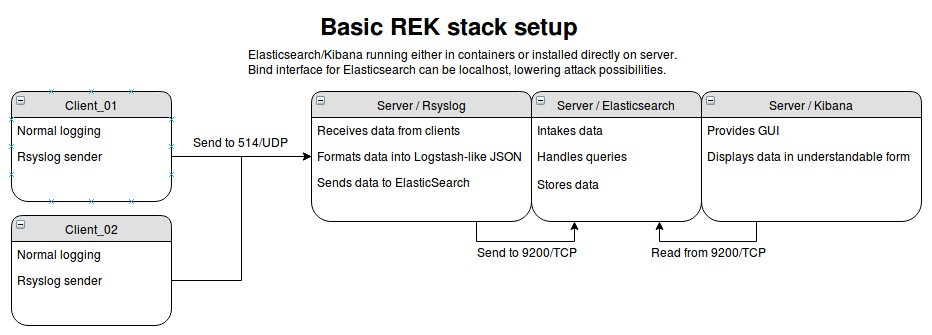 Basic REK stack setup
Elasticsearch/Kibana running either in containers or installed directly on server.
Bind interface for Elasticsearch can be localhost, lowering attack possibilities.
Client_01
Normal logging
Rsyslog sender
Client_02
Normal logging
Rsyslog sender
Send to 514/UDP
Server / Rsyslog
Receives data from clients
Formats data into Logstash-like JSON
Sends data to ElasticSearch
Server / Elasticsearch
Intakes data
Handles queries
Stores data
Server / Kibana
Provides GUI
Displays data in understandable form
Send to 9200/TCP
Read from 9200/TCP